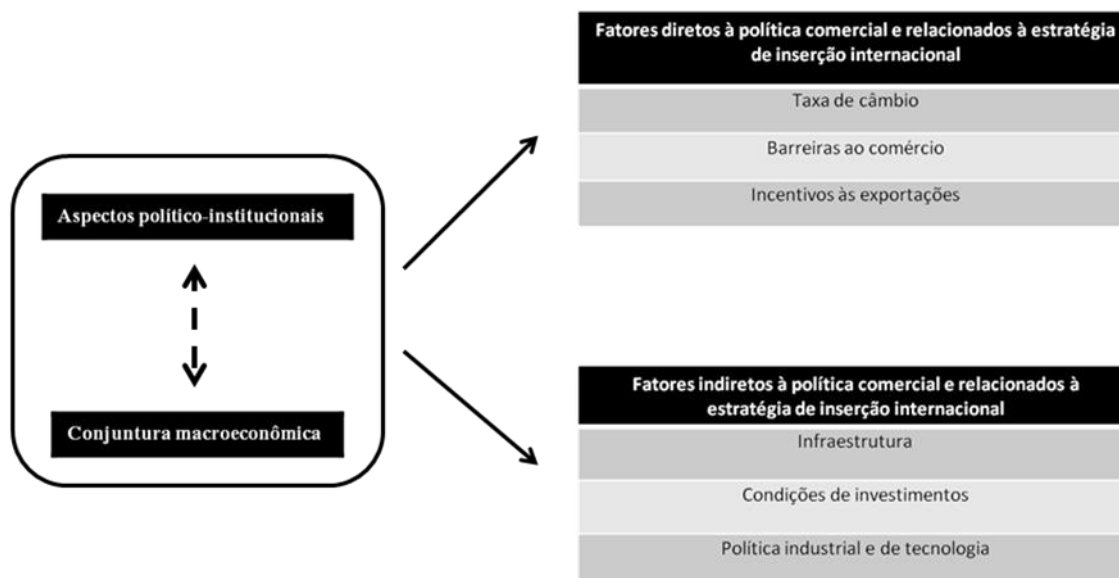 Fatores diretos à política comercial e relacionados à estratégia
de inserção internacional
Taxa de câmbio
Barreiras ao comércio
Incentivos às exportações
Aspectos político-institucionais
Conjuntura macroeconômica
Fatores indiretos à política comercial e relacionados à
estratégia de inserção internacional
Infraestrutura
Condições de investimentos
Política industrial e de tecnologia